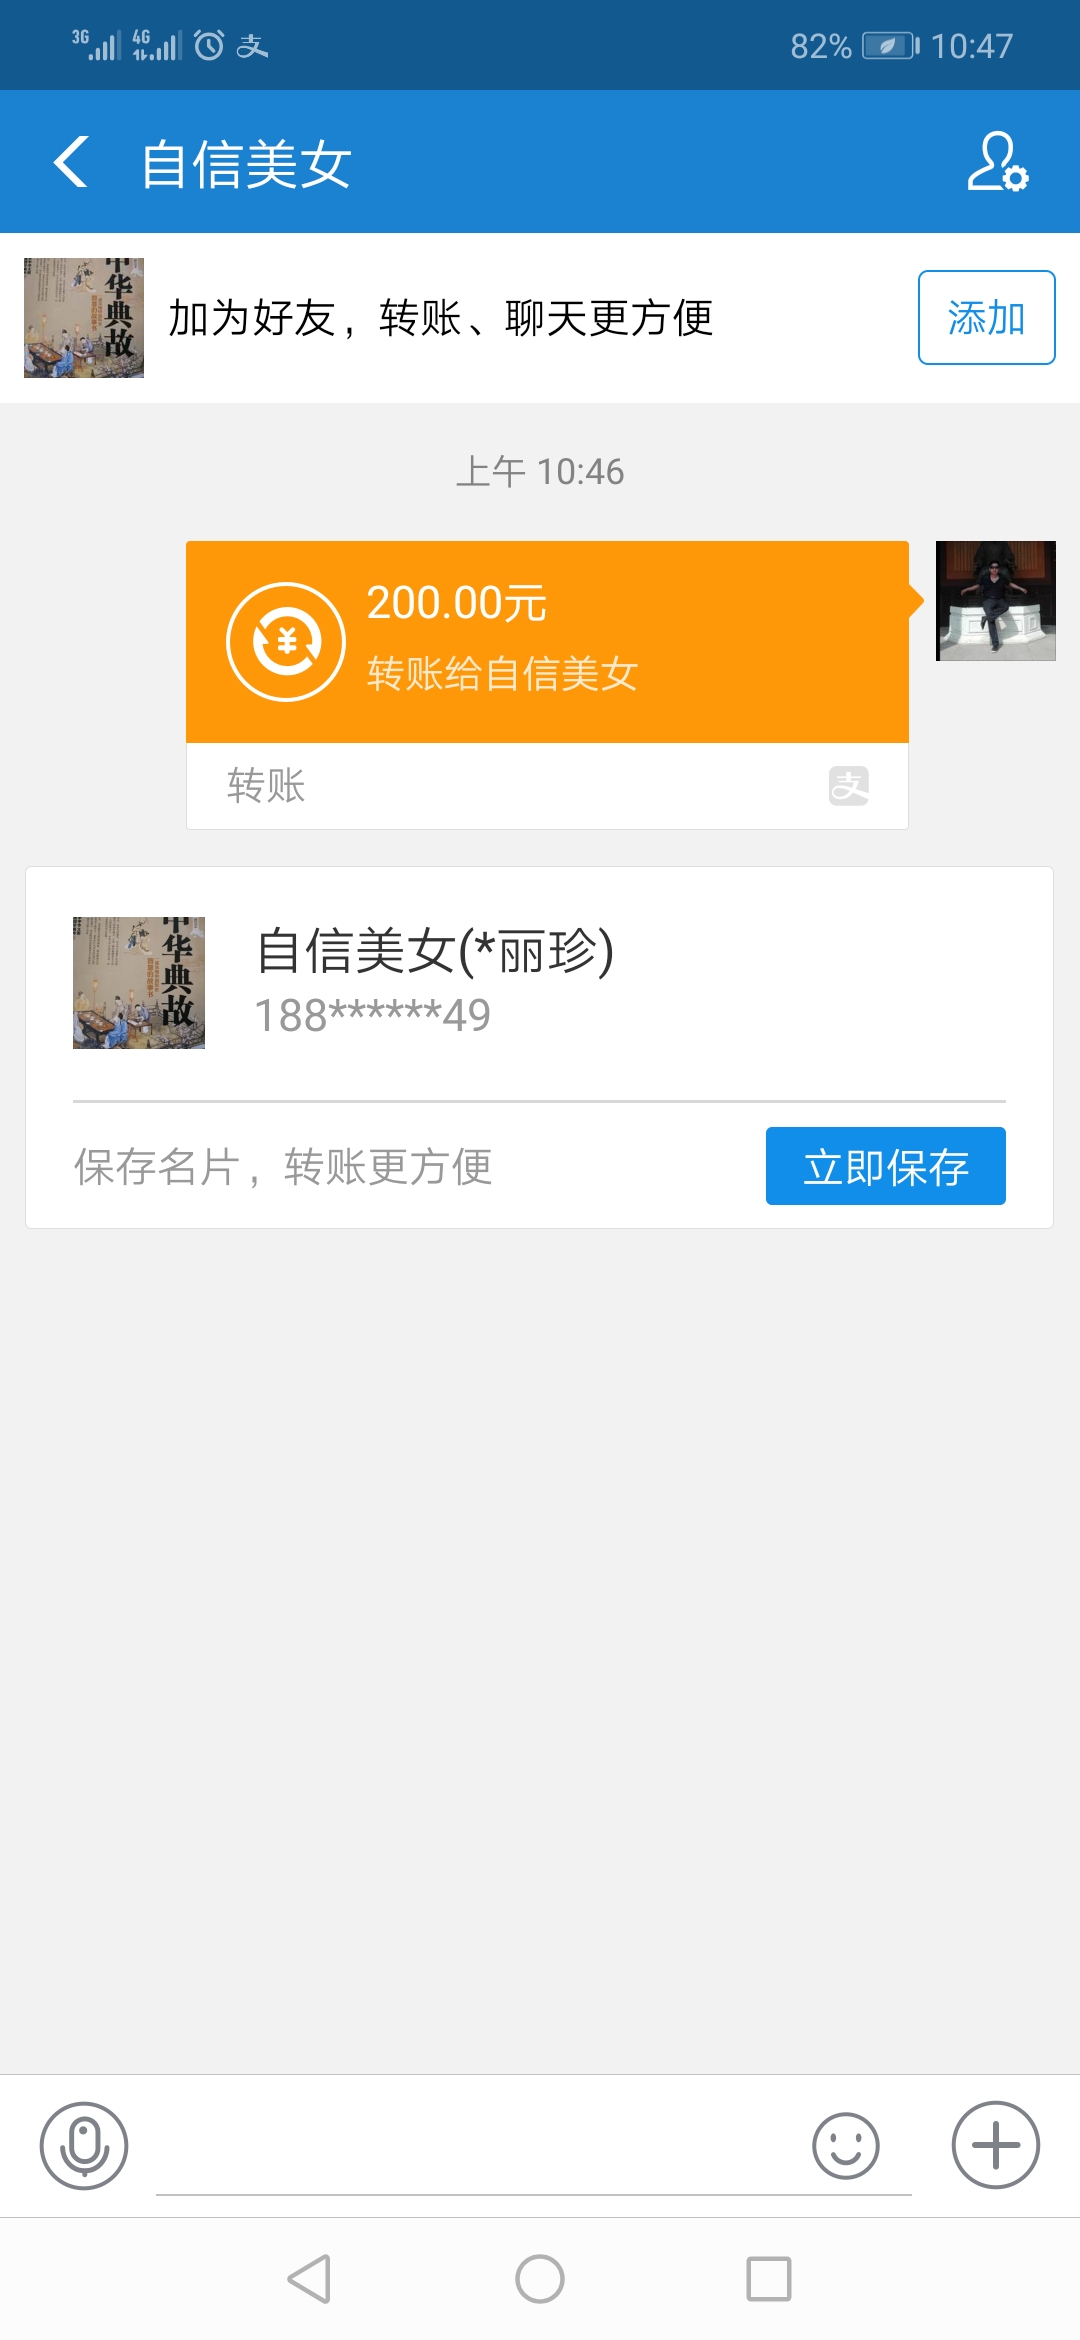 3G 4G 82% 10:47
自信美女
中华典故
加为好友，转账、聊天更方便
添加
上午 10:46
200.00元
转账给自信美女
转账
支
中华典故
自信美女(*丽珍)
188******49
保存名片，转账更方便
立即保存